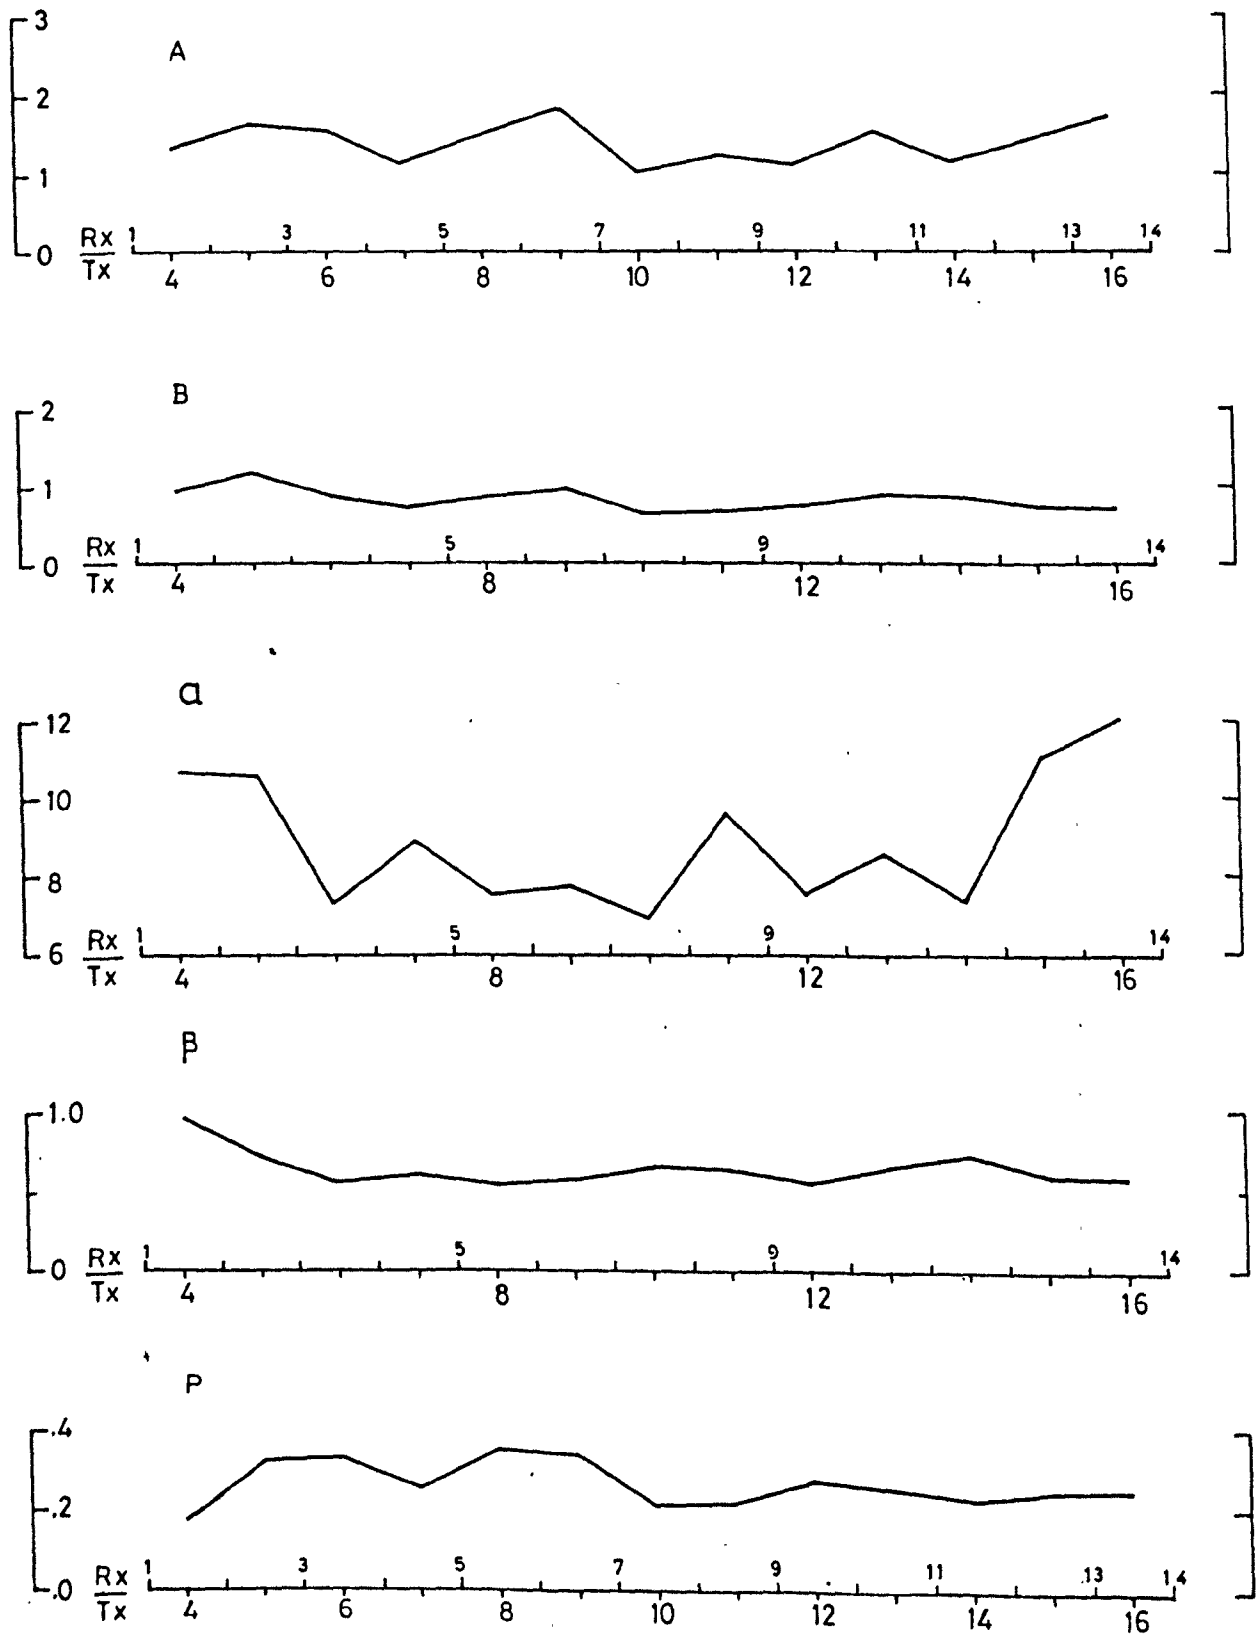 3
A
2
1
0 Rx 1 3 5 7 9 11 13 14
Tx 4 6 8 10 12 14 16
B
2
1
0 Rx 1 5 9 14
Tx 4 8 12 16
a
12
10
8
6 Rx 1 5 9 14
Tx 4 8 12 16
β
1.0
0 Rx 1 5 9 14
Tx 4 8 12 16
P
.4
.2
.0 Rx 1 3 5 7 9 11 13 14
Tx 4 6 8 10 12 14 16